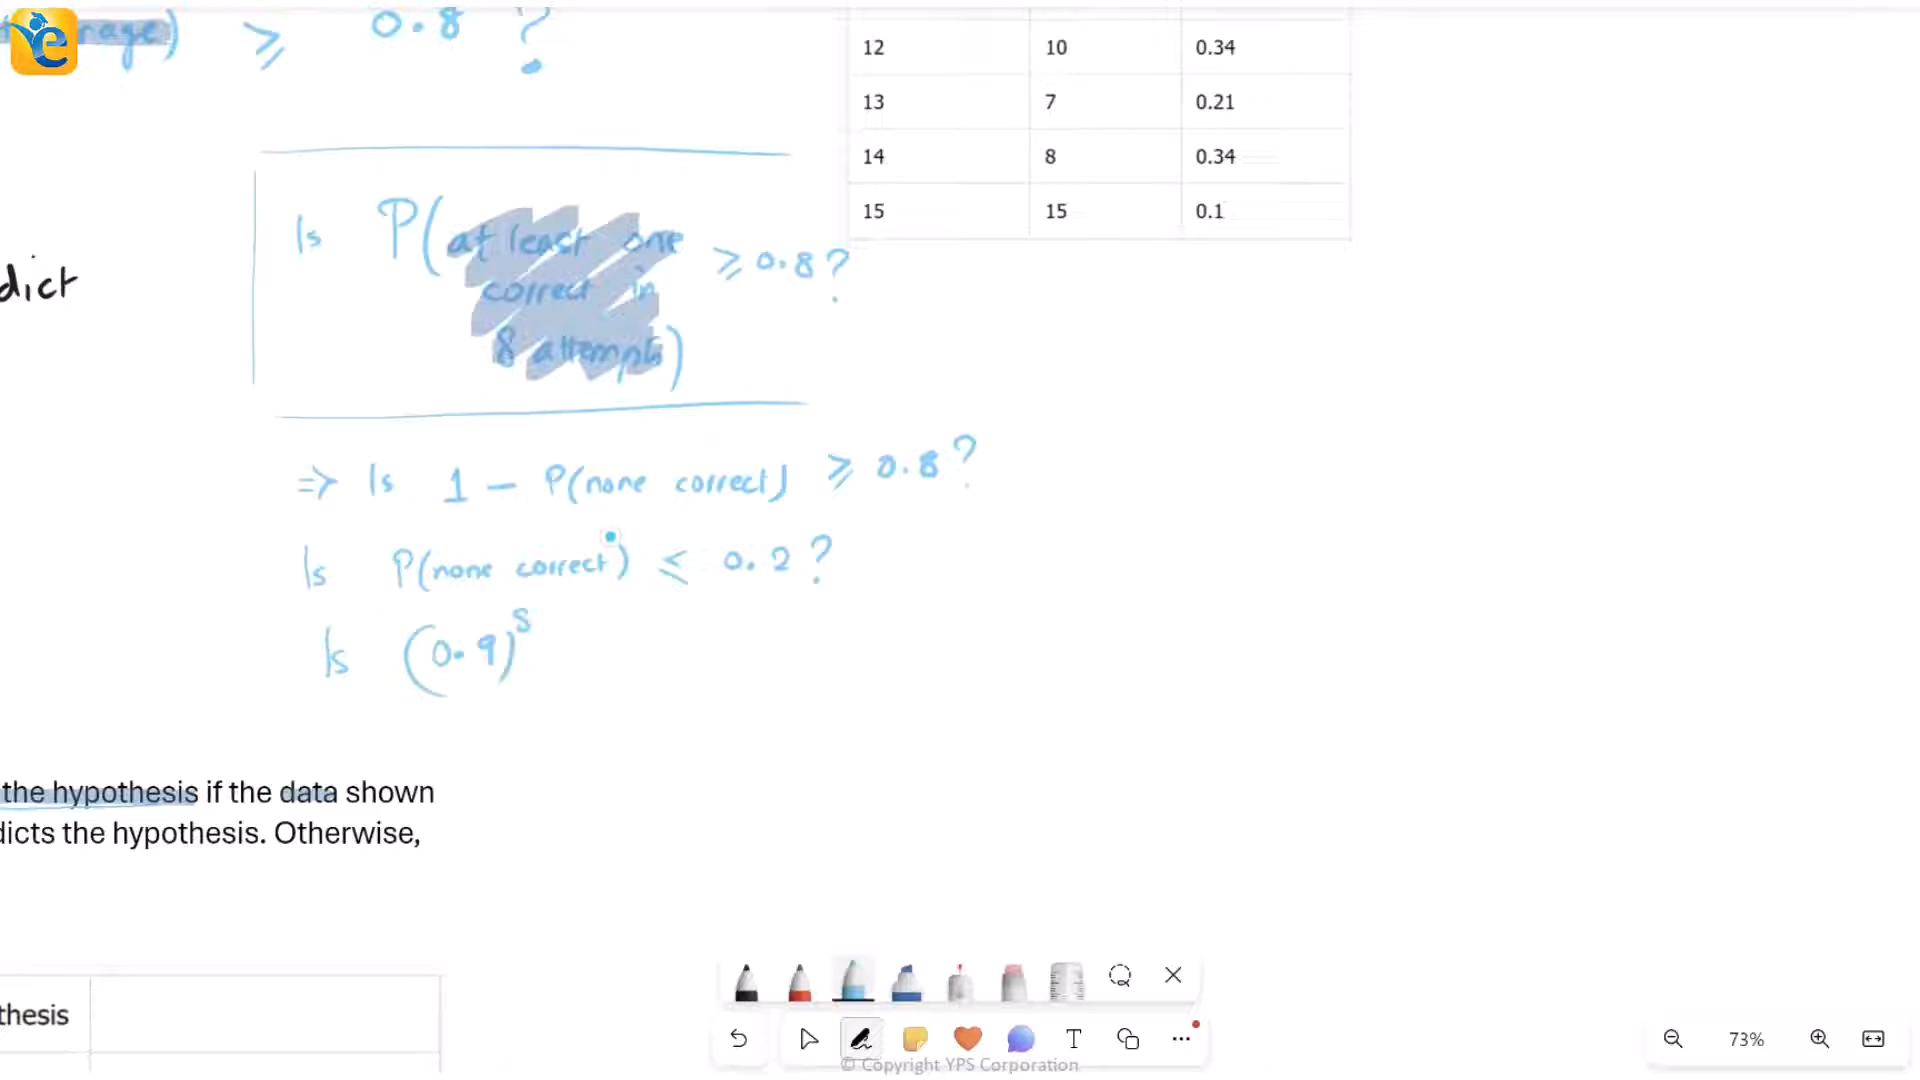 rage) ≥ 0.8 ?
12 10 0.34
13 7 0.21
14 8 0.34
15 15 0.1
Is P(at least one correct in 8 attempts) ≥ 0.8 ?
dict
⇒ Is 1 - P(none correct) ≥ 0.8 ?
Is P(none correct) ≤ 0.2 ?
Is (0.9)^8
the hypothesis if the data shown
dicts the hypothesis. Otherwise,
thesis
T
73%
© Copyright YPS Corporation